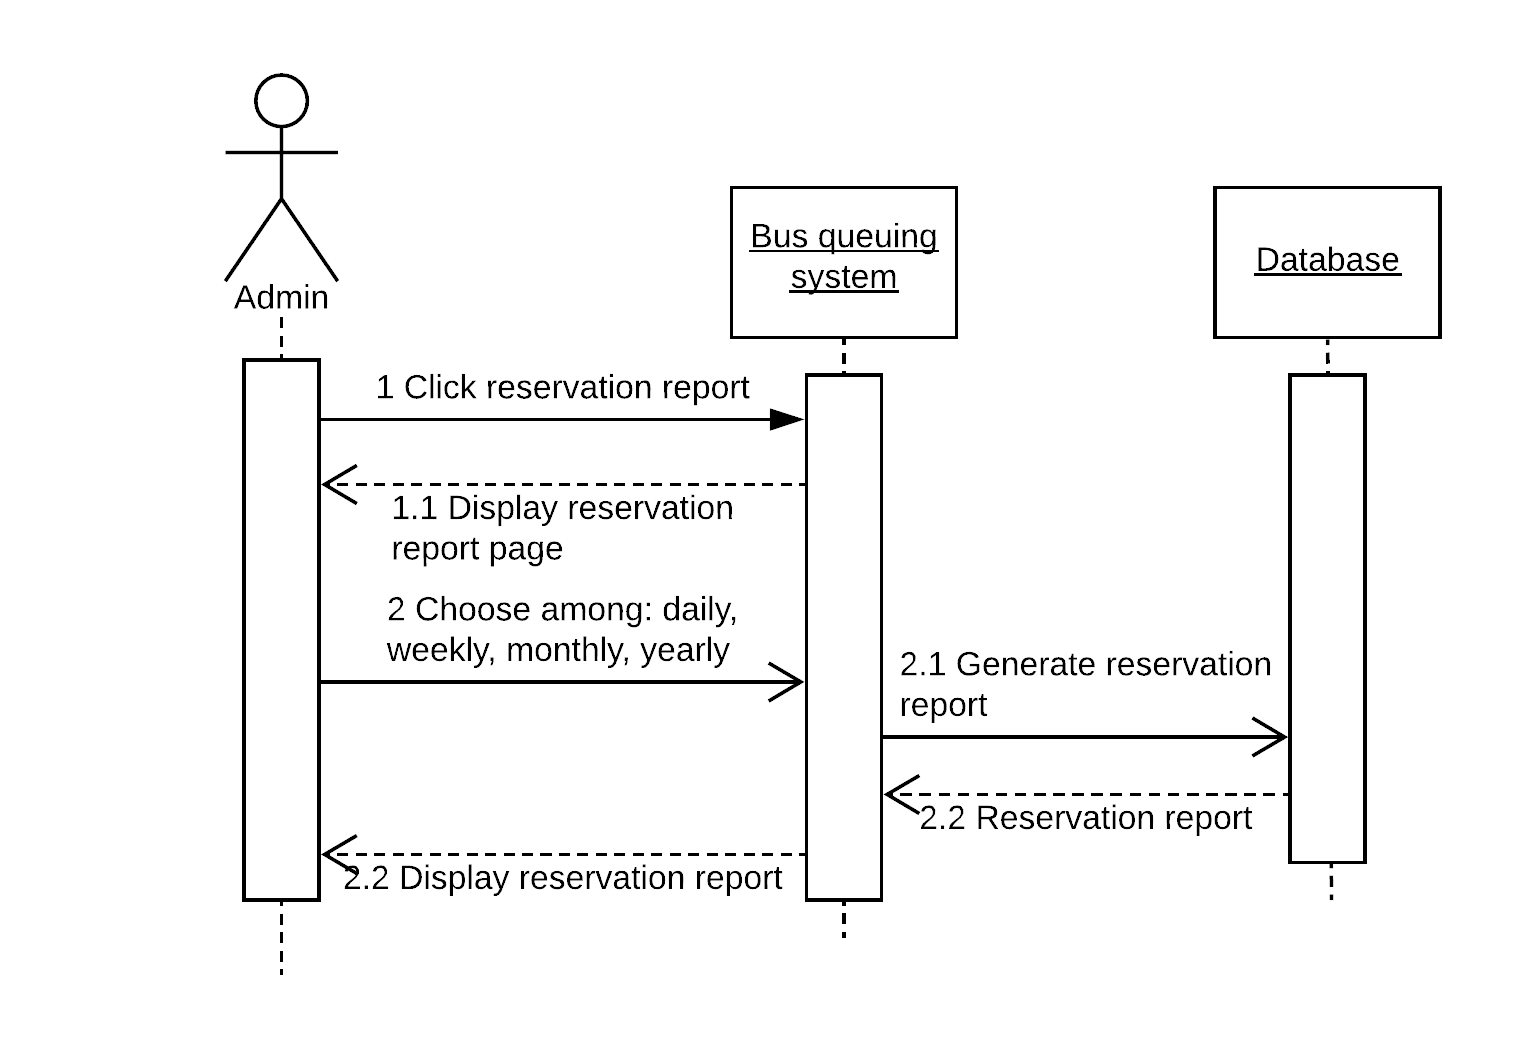 Admin
Bus queuing
system
Database
1 Click reservation report
1.1 Display reservation
report page
2 Choose among: daily,
weekly, monthly, yearly
2.1 Generate reservation
report
2.2 Reservation report
2.2 Display reservation report